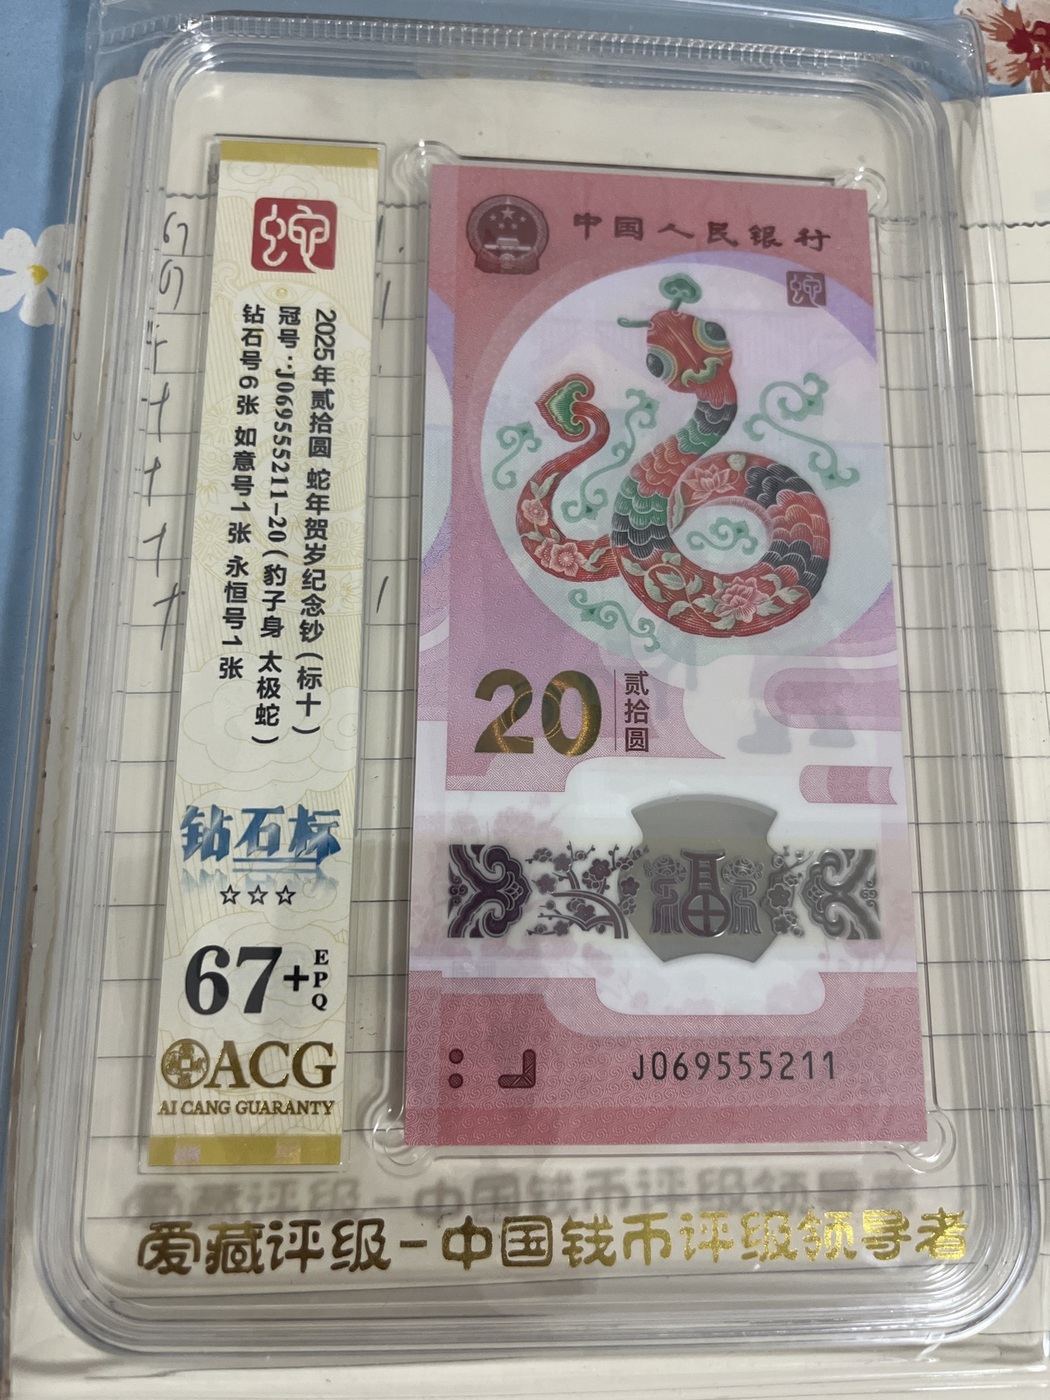 蛇
2025年贰拾圆 蛇年贺岁纪念钞(标十)
冠号:J069555211-20(豹子身 太极蛇)
钻石号6张 如意号1张 永恒号1张
钻石标
☆☆☆
67+
EPQ
ACG
AI CANG GUARANTY
中国人民银行
蛇
20
贰拾圆
福
J069555211
爱藏评级-中国钱币评级领导者